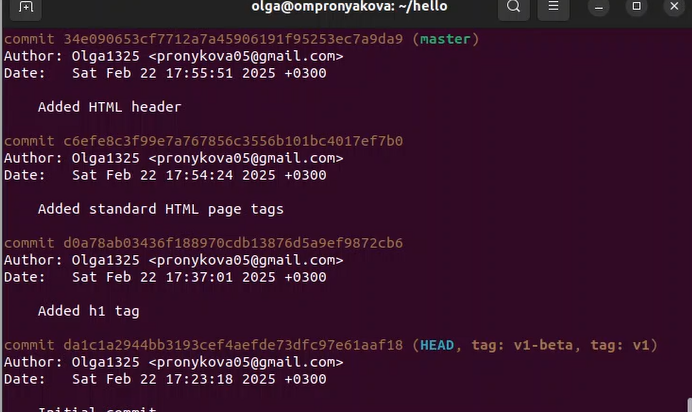 olga@ompronyakova: ~/hello
commit 34e090653cf7712a7a45906191f95253ec7a9da9 (master)
Author: Olga1325 <pronykova05@gmail.com>
Date:   Sat Feb 22 17:55:51 2025 +0300
Added HTML header
commit c6efe8c3f99e7a767856c3556b101bc4017ef7b0
Author: Olga1325 <pronykova05@gmail.com>
Date:   Sat Feb 22 17:54:24 2025 +0300
Added standard HTML page tags
commit d0a78ab03436f188970cdb13876d5a9ef9872cb6
Author: Olga1325 <pronykova05@gmail.com>
Date:   Sat Feb 22 17:37:01 2025 +0300
Added h1 tag
commit da1c1a2944bb3193cef4aefde73dfc97e61aaf18 (HEAD, tag: v1-beta, tag: v1)
Author: Olga1325 <pronykova05@gmail.com>
Date:   Sat Feb 22 17:23:18 2025 +0300
Initial commit